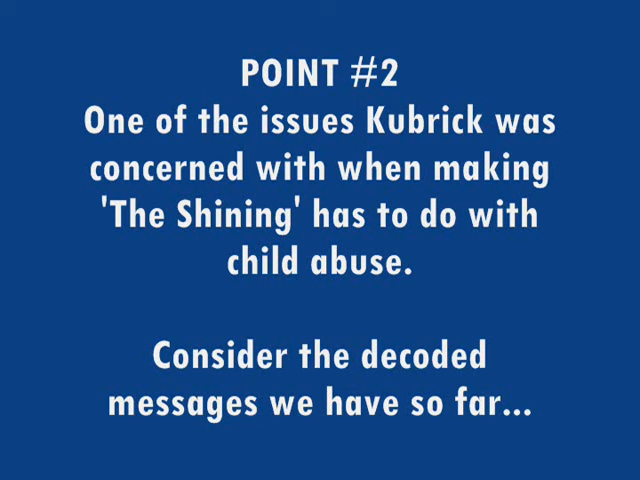 POINT #2
One of the issues Kubrick was
concerned with when making
'The Shining' has to do with
child abuse.
Consider the decoded
messages we have so far...